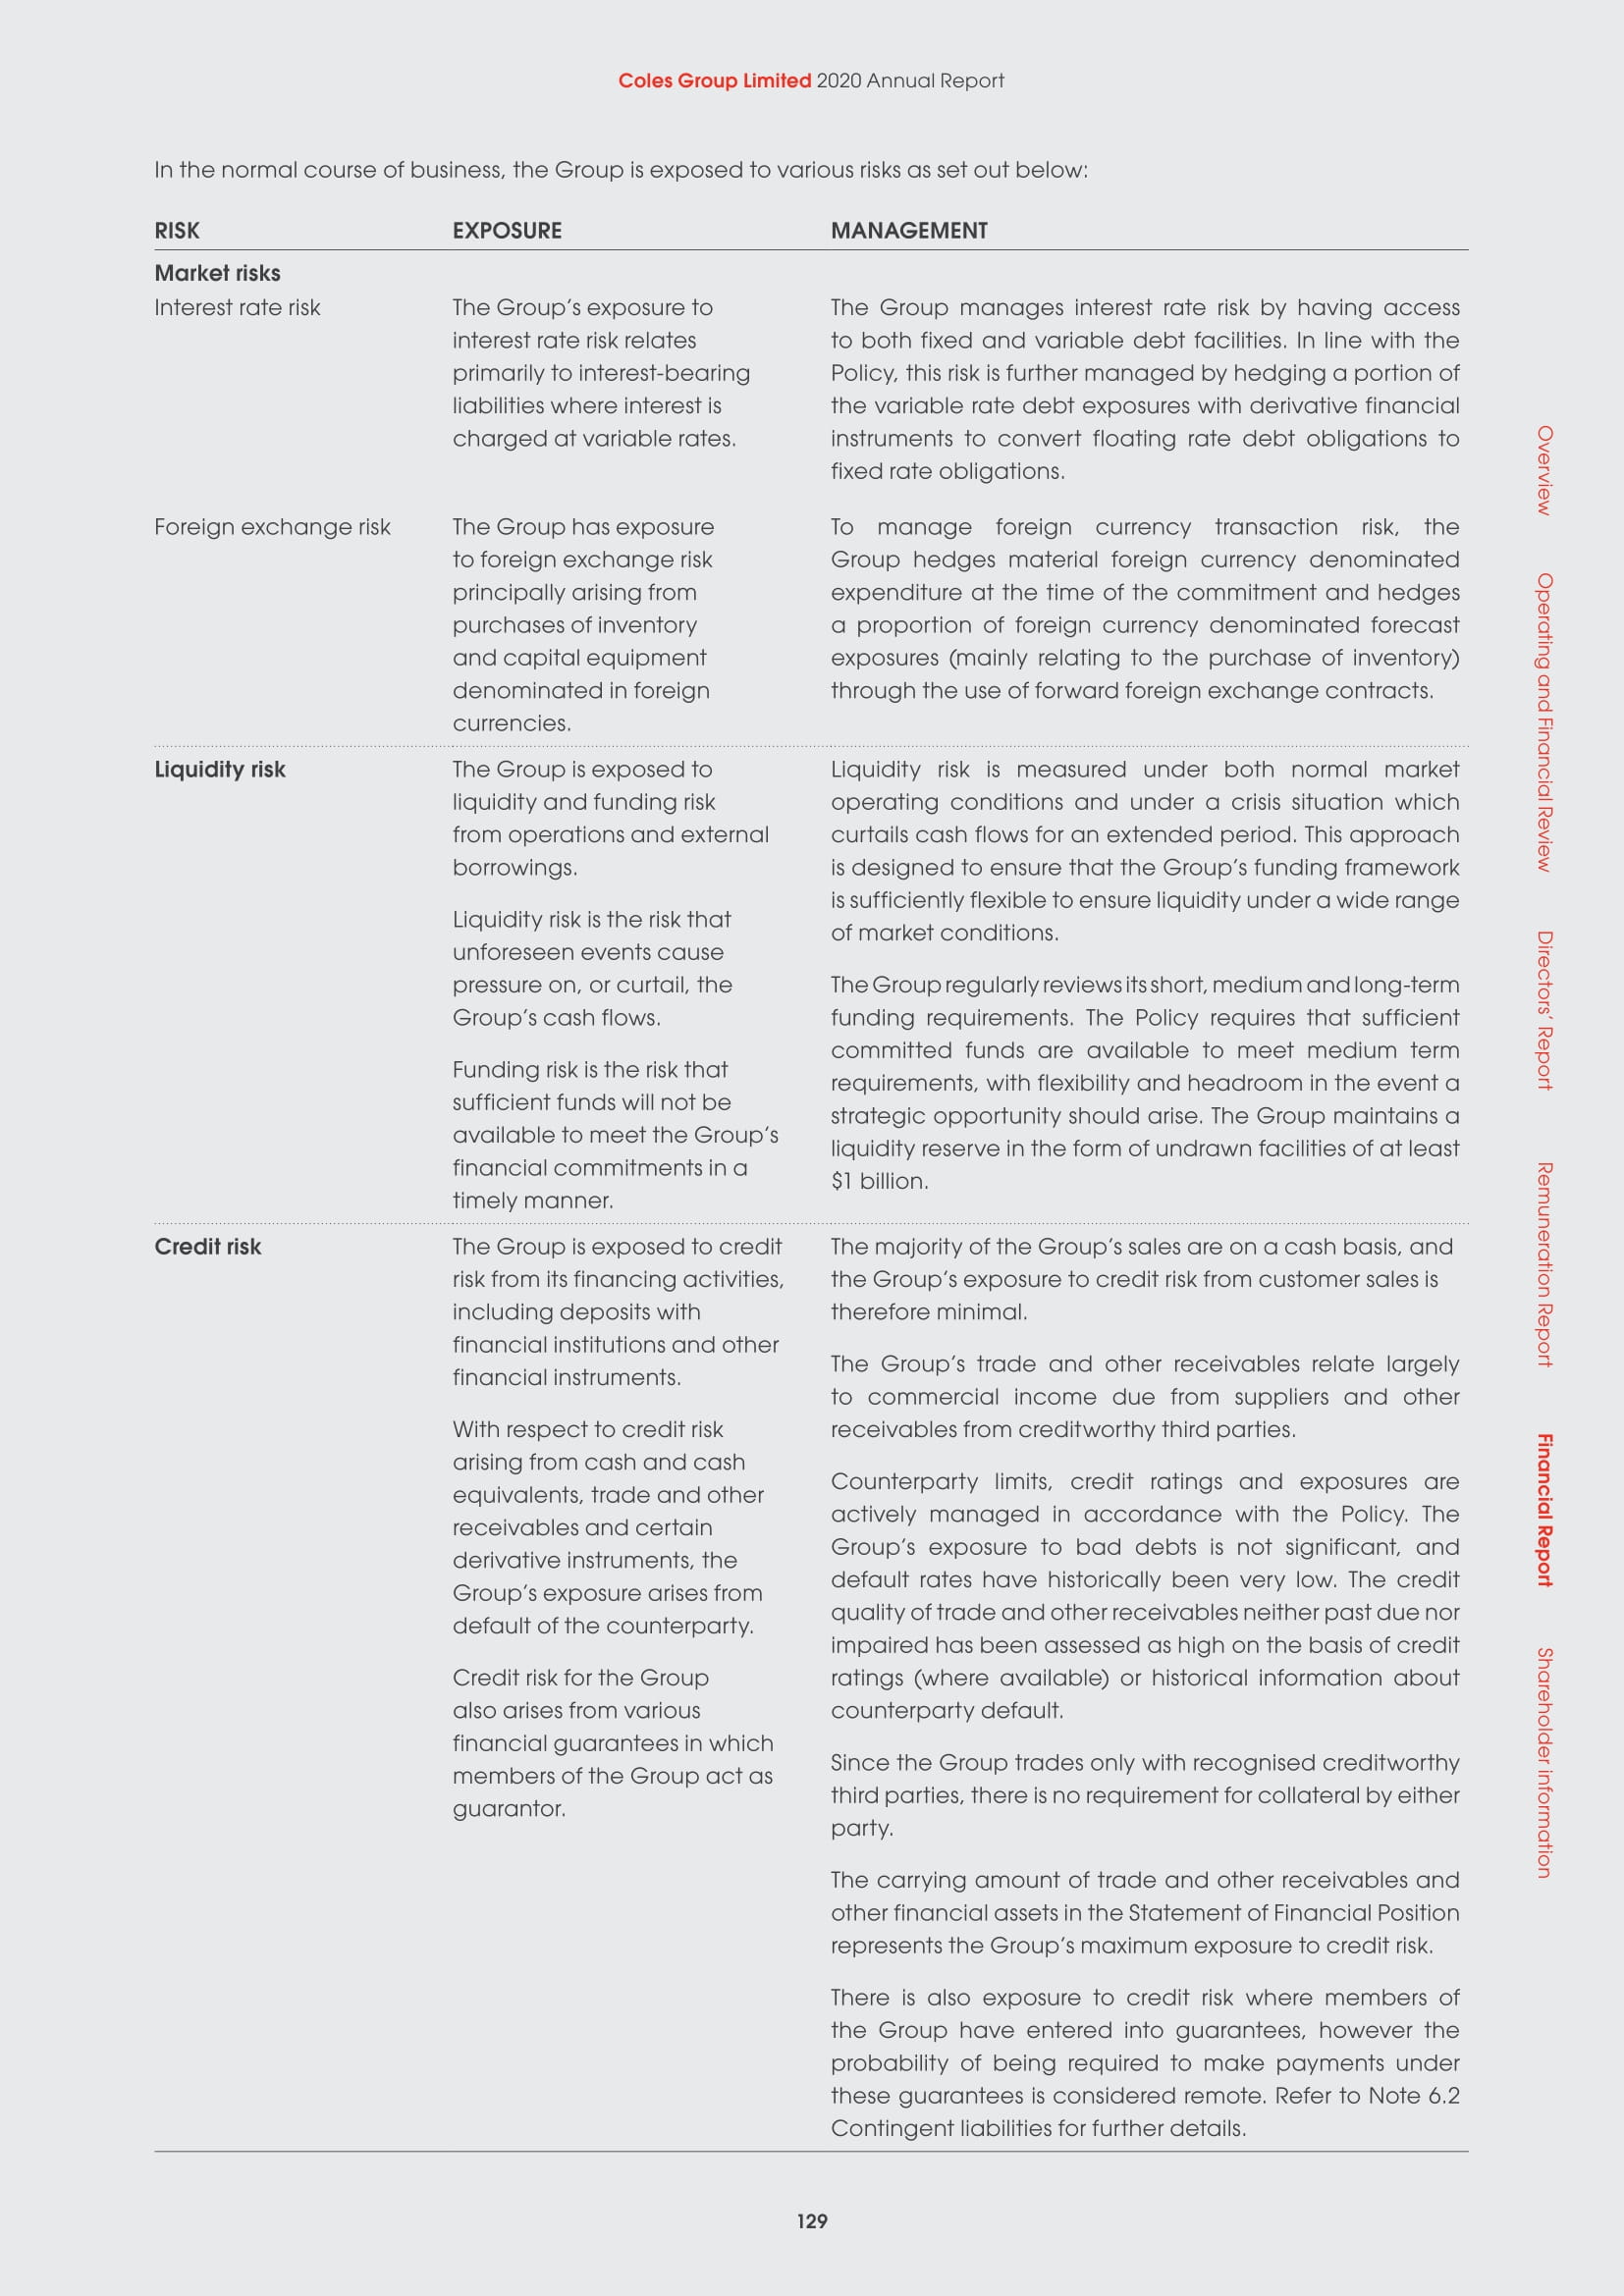 Coles Group Limited 2020 Annual Report
In the normal course of business, the Group is exposed to various risks as set out below:
RISK
EXPOSURE
MANAGEMENT
Market risks
Interest rate risk
The Group's exposure to
interest rate risk relates
primarily to interest-bearing
liabilities where interest is
charged at variable rates.
The Group manages interest rate risk by having access
to both fixed and variable debt facilities. In line with the
Policy, this risk is further managed by hedging a portion of
the variable rate debt exposures with derivative financial
instruments to convert floating rate debt obligations to
fixed rate obligations.
Foreign exchange risk
The Group has exposure
to foreign exchange risk
principally arising from
purchases of inventory
and capital equipment
denominated in foreign
currencies.
To manage foreign currency transaction risk, the
Group hedges material foreign currency denominated
expenditure at the time of the commitment and hedges
a proportion of foreign currency denominated forecast
exposures (mainly relating to the purchase of inventory)
through the use of forward foreign exchange contracts.
Liquidity risk
The Group is exposed to
liquidity and funding risk
from operations and external
borrowings.
Liquidity risk is the risk that
unforeseen events cause
pressure on, or curtail, the
Group's cash flows.
Funding risk is the risk that
sufficient funds will not be
available to meet the Group's
financial commitments in a
timely manner.
Liquidity risk is measured under both normal market
operating conditions and under a crisis situation which
curtails cash flows for an extended period. This approach
is designed to ensure that the Group's funding framework
is sufficiently flexible to ensure liquidity under a wide range
of market conditions.
The Group regularly reviews its short, medium and long-term
funding requirements. The Policy requires that sufficient
committed funds are available to meet medium term
requirements, with flexibility and headroom in the event a
strategic opportunity should arise. The Group maintains a
liquidity reserve in the form of undrawn facilities of at least
$1 billion.
Credit risk
The Group is exposed to credit
risk from its financing activities,
including deposits with
financial institutions and other
financial instruments.
With respect to credit risk
arising from cash and cash
equivalents, trade and other
receivables and certain
derivative instruments, the
Group's exposure arises from
default of the counterparty.
Credit risk for the Group
also arises from various
financial guarantees in which
members of the Group act as
guarantor.
The majority of the Group's sales are on a cash basis, and
the Group's exposure to credit risk from customer sales is
therefore minimal.
The Group's trade and other receivables relate largely
to commercial income due from suppliers and other
receivables from creditworthy third parties.
Counterparty limits, credit ratings and exposures are
actively managed in accordance with the Policy. The
Group's exposure to bad debts is not significant, and
default rates have historically been very low. The credit
quality of trade and other receivables neither past due nor
impaired has been assessed as high on the basis of credit
ratings (where available) or historical information about
counterparty default.
Since the Group trades only with recognised creditworthy
third parties, there is no requirement for collateral by either
party.
The carrying amount of trade and other receivables and
other financial assets in the Statement of Financial Position
represents the Group's maximum exposure to credit risk.
There is also exposure to credit risk where members of
the Group have entered into guarantees, however the
probability of being required to make payments under
these guarantees is considered remote. Refer to Note 6.2
Contingent liabilities for further details.
Overview
Operating and Financial Review
Directors' Report
Remuneration Report
Financial Report
Shareholder information
129